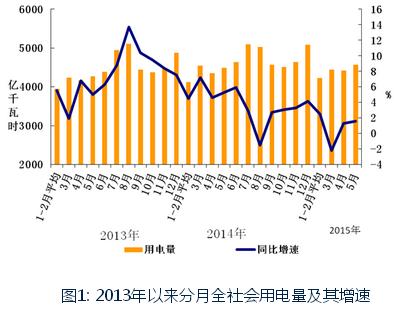 6000
5000
4000
3000
2000
亿千瓦时
16
14
12
10
8
6
4
2
0
-2
-4
%
1-2月平均
3月
4月
5月
6月
7月
8月
9月
10月
11月
12月
1-2月平均
3月
4月
5月
6月
7月
8月
9月
10月
11月
12月
1-2月平均
3月
4月
5月
2013年
2014年
2015年
用电量
同比增速
图1: 2013年以来分月全社会用电量及其增速